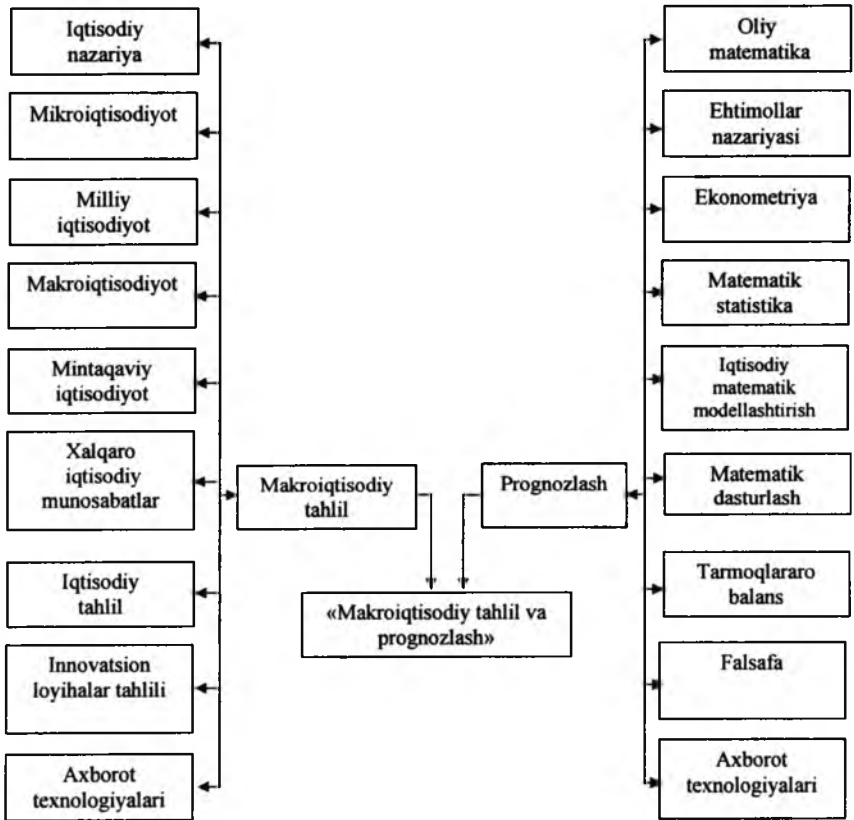 Iqtisodiy
nazariya
Mikroiqtisodiyot
Milliy
iqtisodiyot
Makroiqtisodiyot
Mintaqaviy
iqtisodiyot
Xalqaro
iqtisodiy
munosabatlar
Iqtisodiy
tahlil
Innovatsion
loyihalar tahlili
Axborot
texnologiyalari
Makroiqtisodiy
tahlil
Prognozlash
«Makroiqtisodiy tahlil va
prognozlash»
Oliy
matematika
Ehtimollar
nazariyasi
Ekonometriya
Matematik
statistika
Iqtisodiy
matematik
modellashtirish
Matematik
dasturlash
Tarmoqlararo
balans
Falsafa
Axborot
texnologiyalari